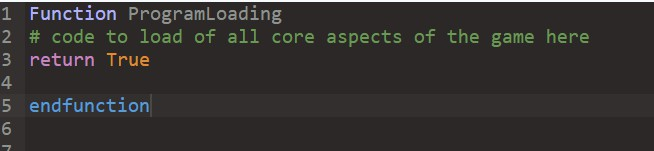 1 Function ProgramLoading
2 # code to load of all core aspects of the game here
3 return True
4
5 endfunction
6
7